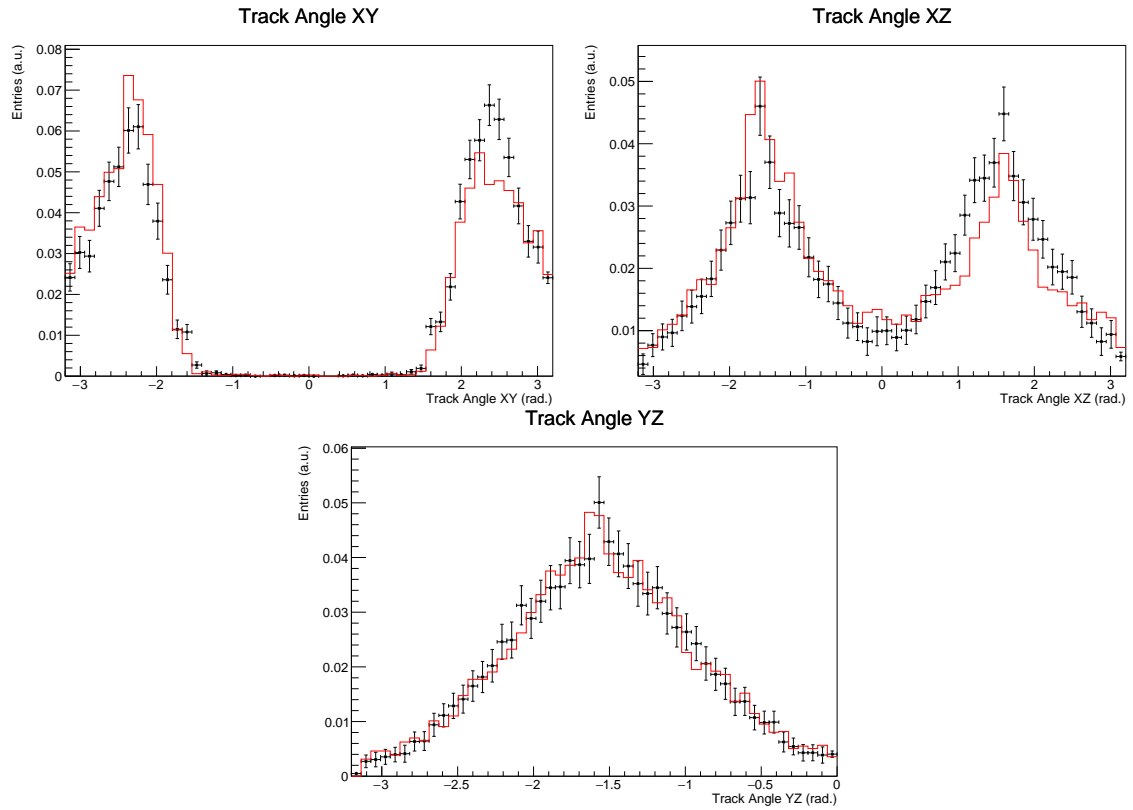 Track Angle XY
Entries (a.u.)
0.08
0.07
0.06
0.05
0.04
0.03
0.02
0.01
0
−3 −2 −1 0 1 2 3
Track Angle XY (rad.)
Track Angle XZ
Entries (a.u.)
0.05
0.04
0.03
0.02
0.01
−3 −2 −1 0 1 2 3
Track Angle XZ (rad.)
Track Angle YZ
Entries (a.u.)
0.06
0.05
0.04
0.03
0.02
0.01
0
−3 −2.5 −2 −1.5 −1 −0.5 0
Track Angle YZ (rad.)